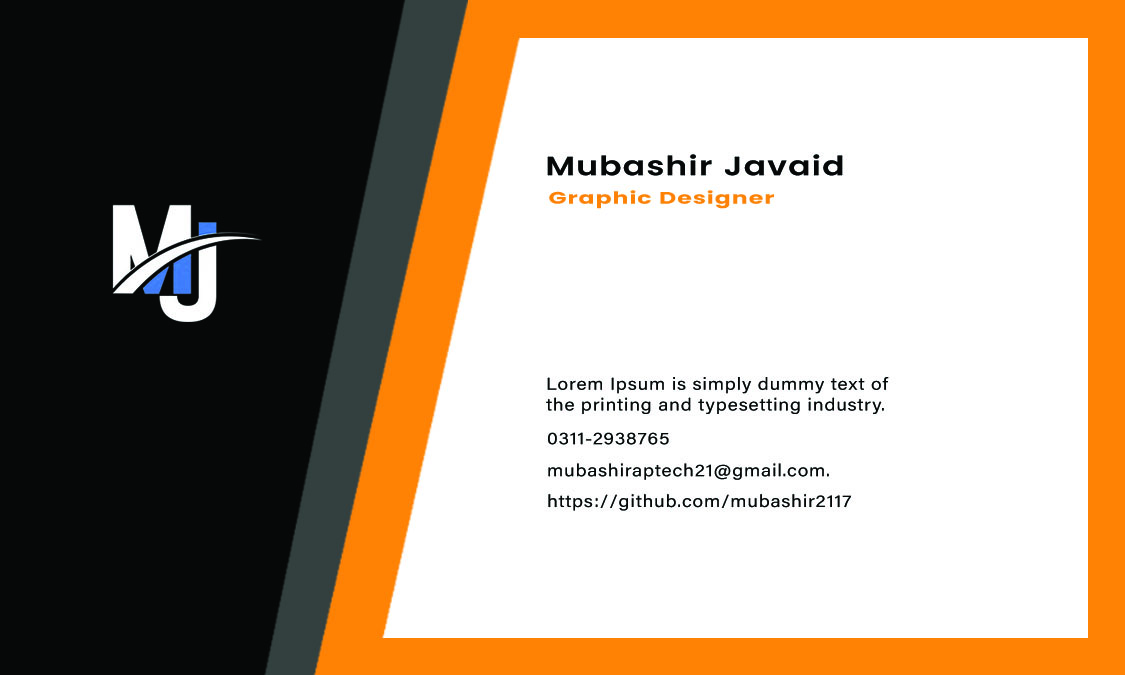 MJ
Mubashir Javaid
Graphic Designer
Lorem Ipsum is simply dummy text of
the printing and typesetting industry.
0311-2938765
mubashiraptech21@gmail.com.
https://github.com/mubashir2117